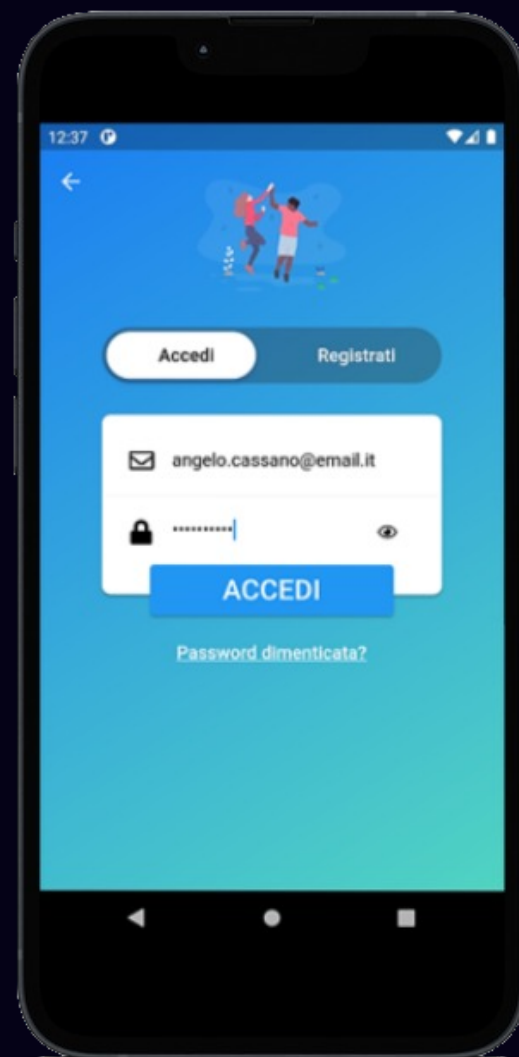 12:37
Accedi
Registrati
angelo.cassano@email.it
••••••••••
ACCEDI
Password dimenticata?